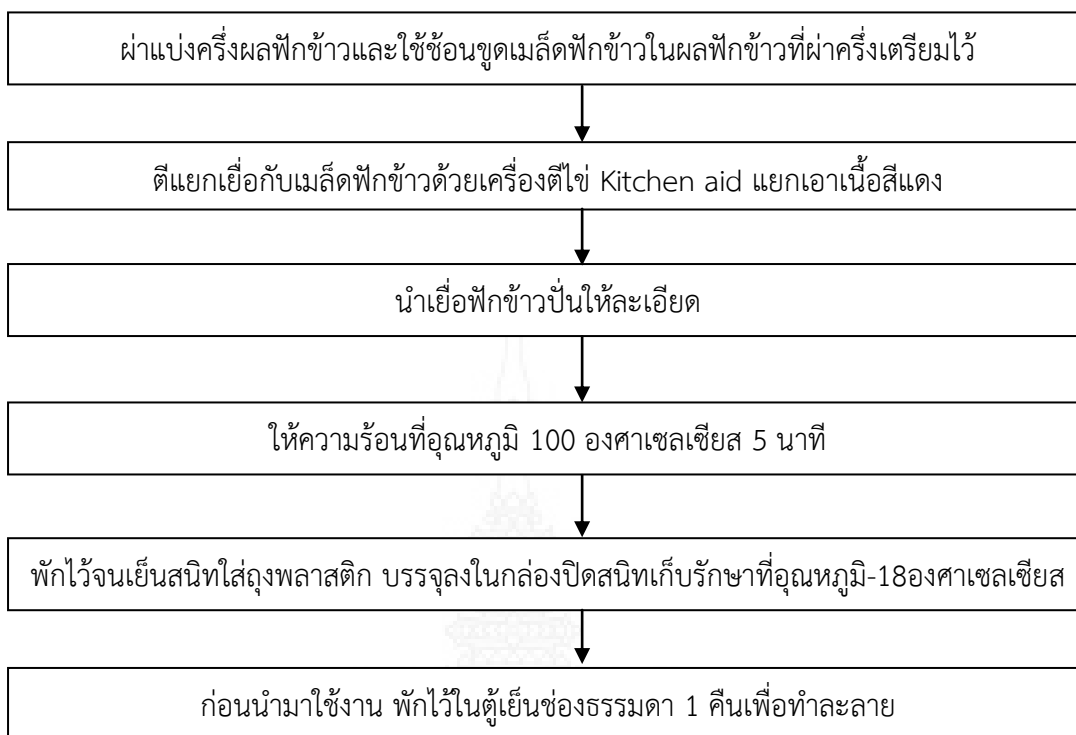 ผ่าแบ่งครึ่งผลฟักข้าวและใช้ช้อนขูดเมล็ดฟักข้าวในผลฟักข้าวที่ผ่าครึ่งเตรียมไว้
ตีแยกเยื่อกับเมล็ดฟักข้าวด้วยเครื่องตีไข่ Kitchen aid แยกเอาเนื้อสีแดง
นำเยื่อฟักข้าวปั่นให้ละเอียด
ให้ความร้อนที่อุณหภูมิ 100 องศาเซลเซียส 5 นาที
พักไว้จนเย็นสนิทใส่ถุงพลาสติก บรรจุลงในกล่องปิดสนิทเก็บรักษาที่อุณหภูมิ-18องศาเซลเซียส
ก่อนนำมาใช้งาน พักไว้ในตู้เย็นช่องธรรมดา 1 คืนเพื่อทำละลาย